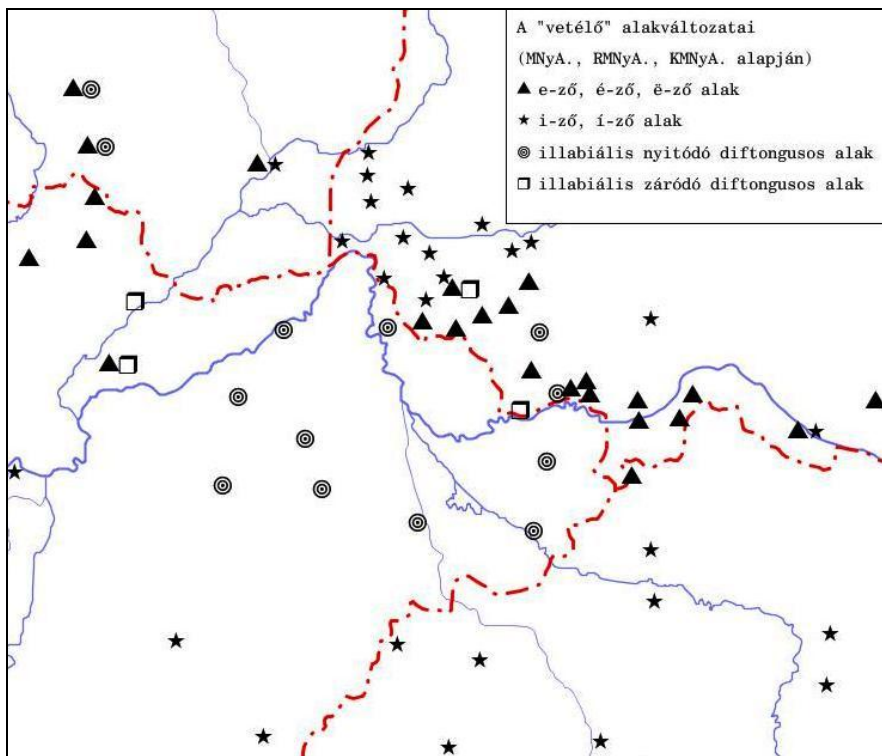 A "vetélő" alakváltozatai
(MNyA., RMNyA., KMNyA. alapján)
e-ző, é-ző, ë-ző alak
i-ző, í-ző alak
illabiális nyitódó diftongusos alak
illabiális záródó diftongusos alak